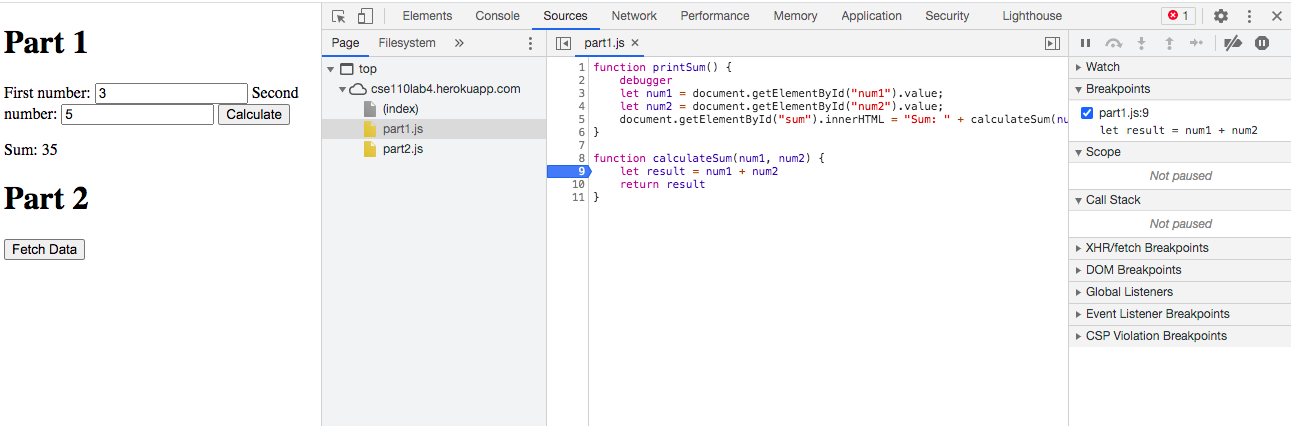 Elements Console Sources Network Performance Memory Application Security Lighthouse 1
Page Filesystem part1.js
Part 1
First number: 3 Second
number: 5 Calculate
Sum: 35
Part 2
Fetch Data
top
cse110lab4.herokuapp.com
(index)
part1.js
part2.js
1 function printSum() {
2 debugger
3 let num1 = document.getElementById("num1").value;
4 let num2 = document.getElementById("num2").value;
5 document.getElementById("sum").innerHTML = "Sum: " + calculateSum(nu
6 }
7
8 function calculateSum(num1, num2) {
9 let result = num1 + num2
10 return result
11 }
Watch
Breakpoints
part1.js:9
let result = num1 + num2
Scope
Not paused
Call Stack
Not paused
XHR/fetch Breakpoints
DOM Breakpoints
Global Listeners
Event Listener Breakpoints
CSP Violation Breakpoints